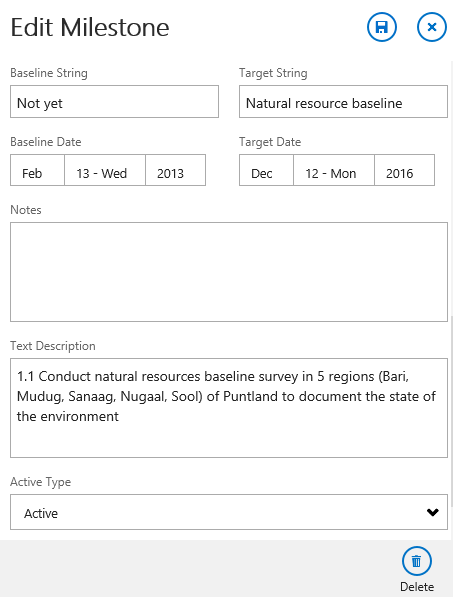 Edit Milestone
Baseline String
Target String
Not yet
Natural resource baseline
Baseline Date
Target Date
Feb 13 - Wed 2013
Dec 12 - Mon 2016
Notes
Text Description
1.1 Conduct natural resources baseline survey in 5 regions (Bari,
Mudug, Sanaag, Nugaal, Sool) of Puntland to document the state of
the environment
Active Type
Active
Delete